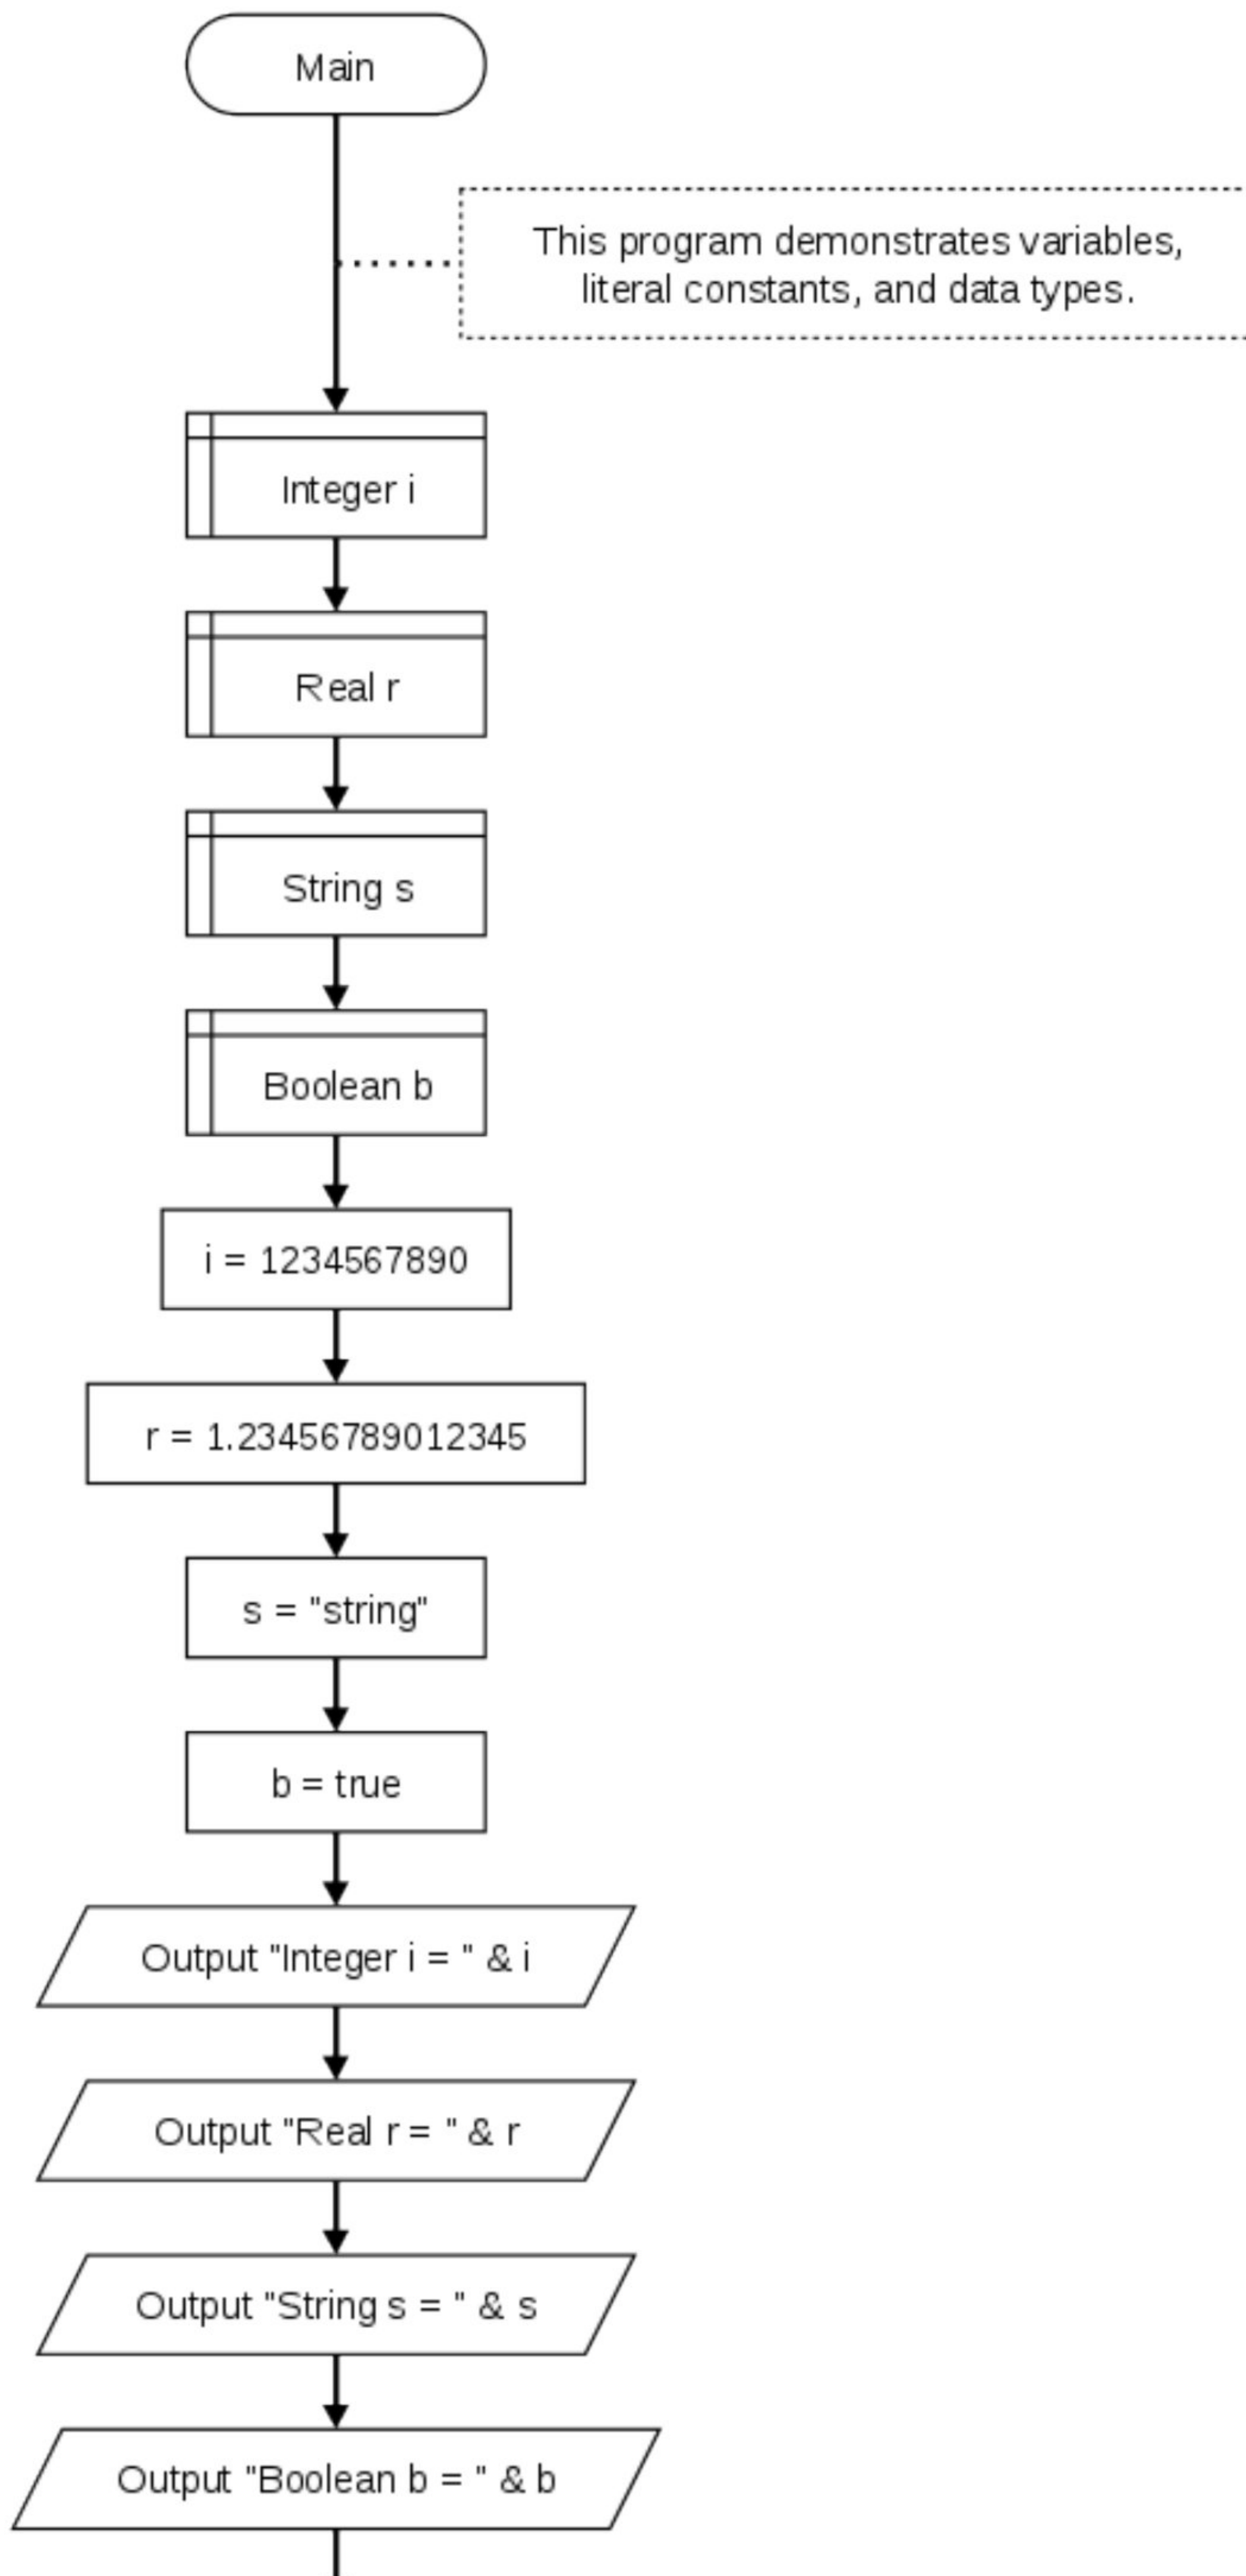 Main
This program demonstrates variables,
literal constants, and data types.
Integer i
Real r
String s
Boolean b
i = 1234567890
r = 1.23456789012345
s = "string"
b = true
Output "Integer i = " & i
Output "Real r = " & r
Output "String s = " & s
Output "Boolean b = " & b